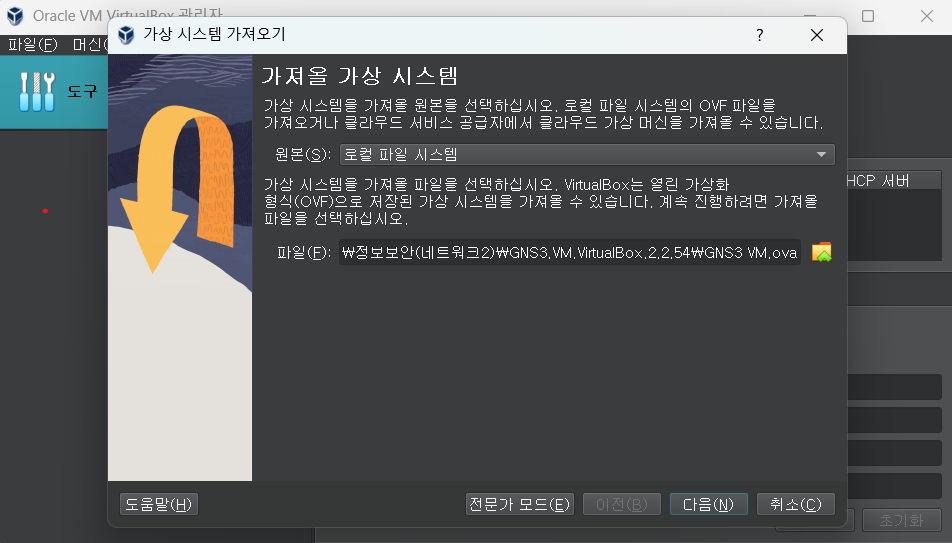 Oracle VM VirtualBox 관리자
파일(F) 머신(
도구
가상 시스템 가져오기
?
가져올 가상 시스템
가상 시스템을 가져올 원본을 선택하십시오. 로컬 파일 시스템의 OVF 파일을
가져오거나 클라우드 서비스 공급자에서 클라우드 가상 머신을 가져올 수 있습니다.
원본(S): 로컬 파일 시스템
가상 시스템을 가져올 파일을 선택하십시오. VirtualBox는 열린 가상화
형식(OVF)으로 저장된 가상 시스템을 가져올 수 있습니다. 계속 진행하려면 가져올
파일을 선택하십시오.
파일(F): ₩정보보안(네트워크2)₩GNS3.VM.VirtualBox.2.2.54₩GNS3 VM.ova
HCP 서버
도움말(H) 전문가 모드(E) 이전(B) 다음(N) 취소(C)
초기화